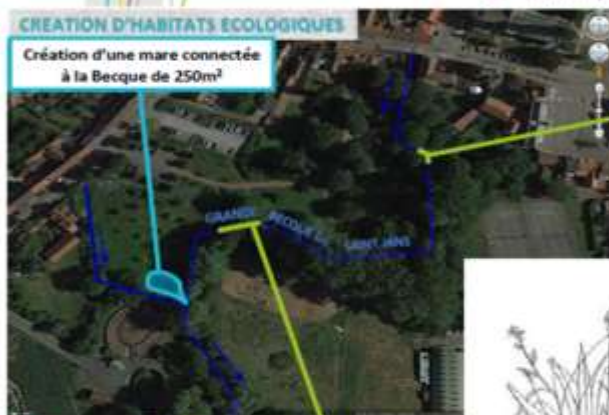 CREATION D'HABITATS ECOLOGIQUES
Création d'une mare connectée
à la Becque de 250m²
GRANDE BECQUE DE SAINT JANS